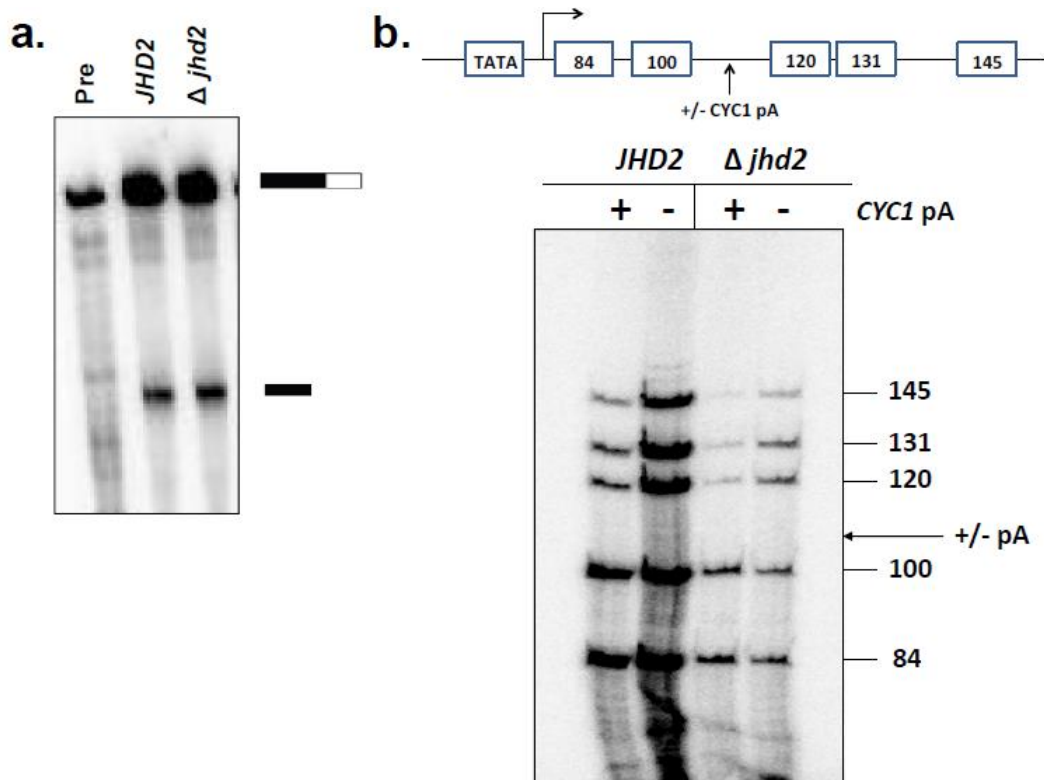 a.
Pre
JHD2
Δ jhd2
b.
TATA 84 100 120 131 145
+/- CYC1 pA
JHD2 Δ jhd2
+ - + - CYC1 pA
145
131
120
+/- pA
100
84